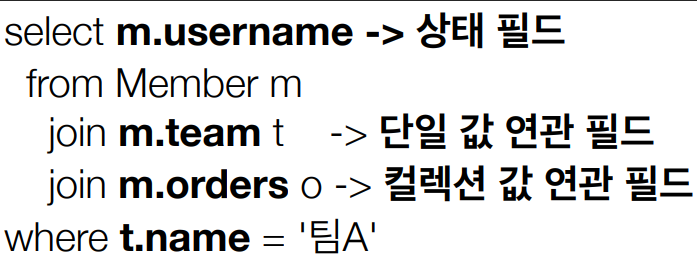 select m.username -> 상태 필드
from Member m
join m.team t -> 단일 값 연관 필드
join m.orders o -> 컬렉션 값 연관 필드
where t.name = '팀A'